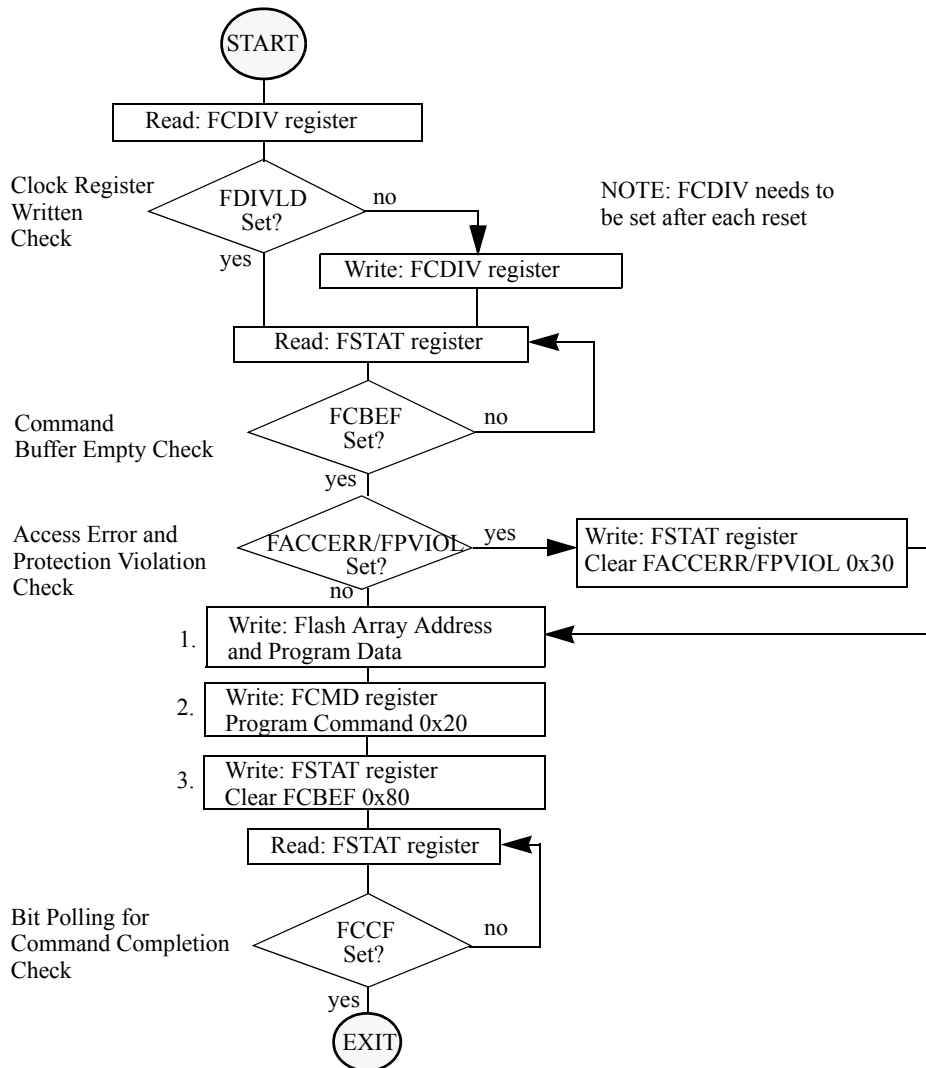 START
Read: FCDIV register
Clock Register
Written
Check
FDIVLD
Set?
no
yes
NOTE: FCDIV needs to
be set after each reset
Write: FCDIV register
Read: FSTAT register
Command
Buffer Empty Check
FCBEF
Set?
no
yes
Access Error and
Protection Violation
Check
FACCERR/FPVIOL
Set?
yes
no
Write: FSTAT register
Clear FACCERR/FPVIOL 0x30
1.
Write: Flash Array Address
and Program Data
2.
Write: FCMD register
Program Command 0x20
3.
Write: FSTAT register
Clear FCBEF 0x80
Read: FSTAT register
Bit Polling for
Command Completion
Check
FCCF
Set?
no
yes
EXIT